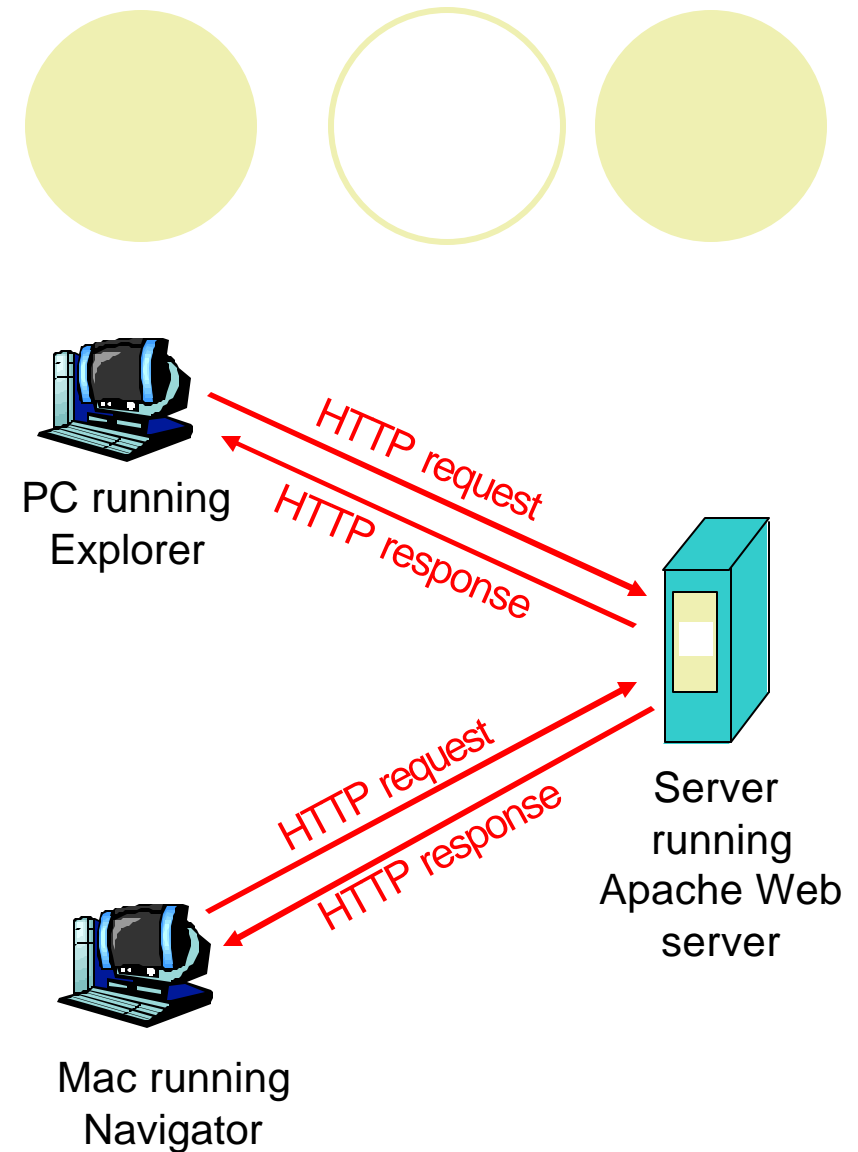 HTTP request
HTTP response
PC running
Explorer
HTTP request
HTTP response
Server
running
Apache Web
server
Mac running
Navigator